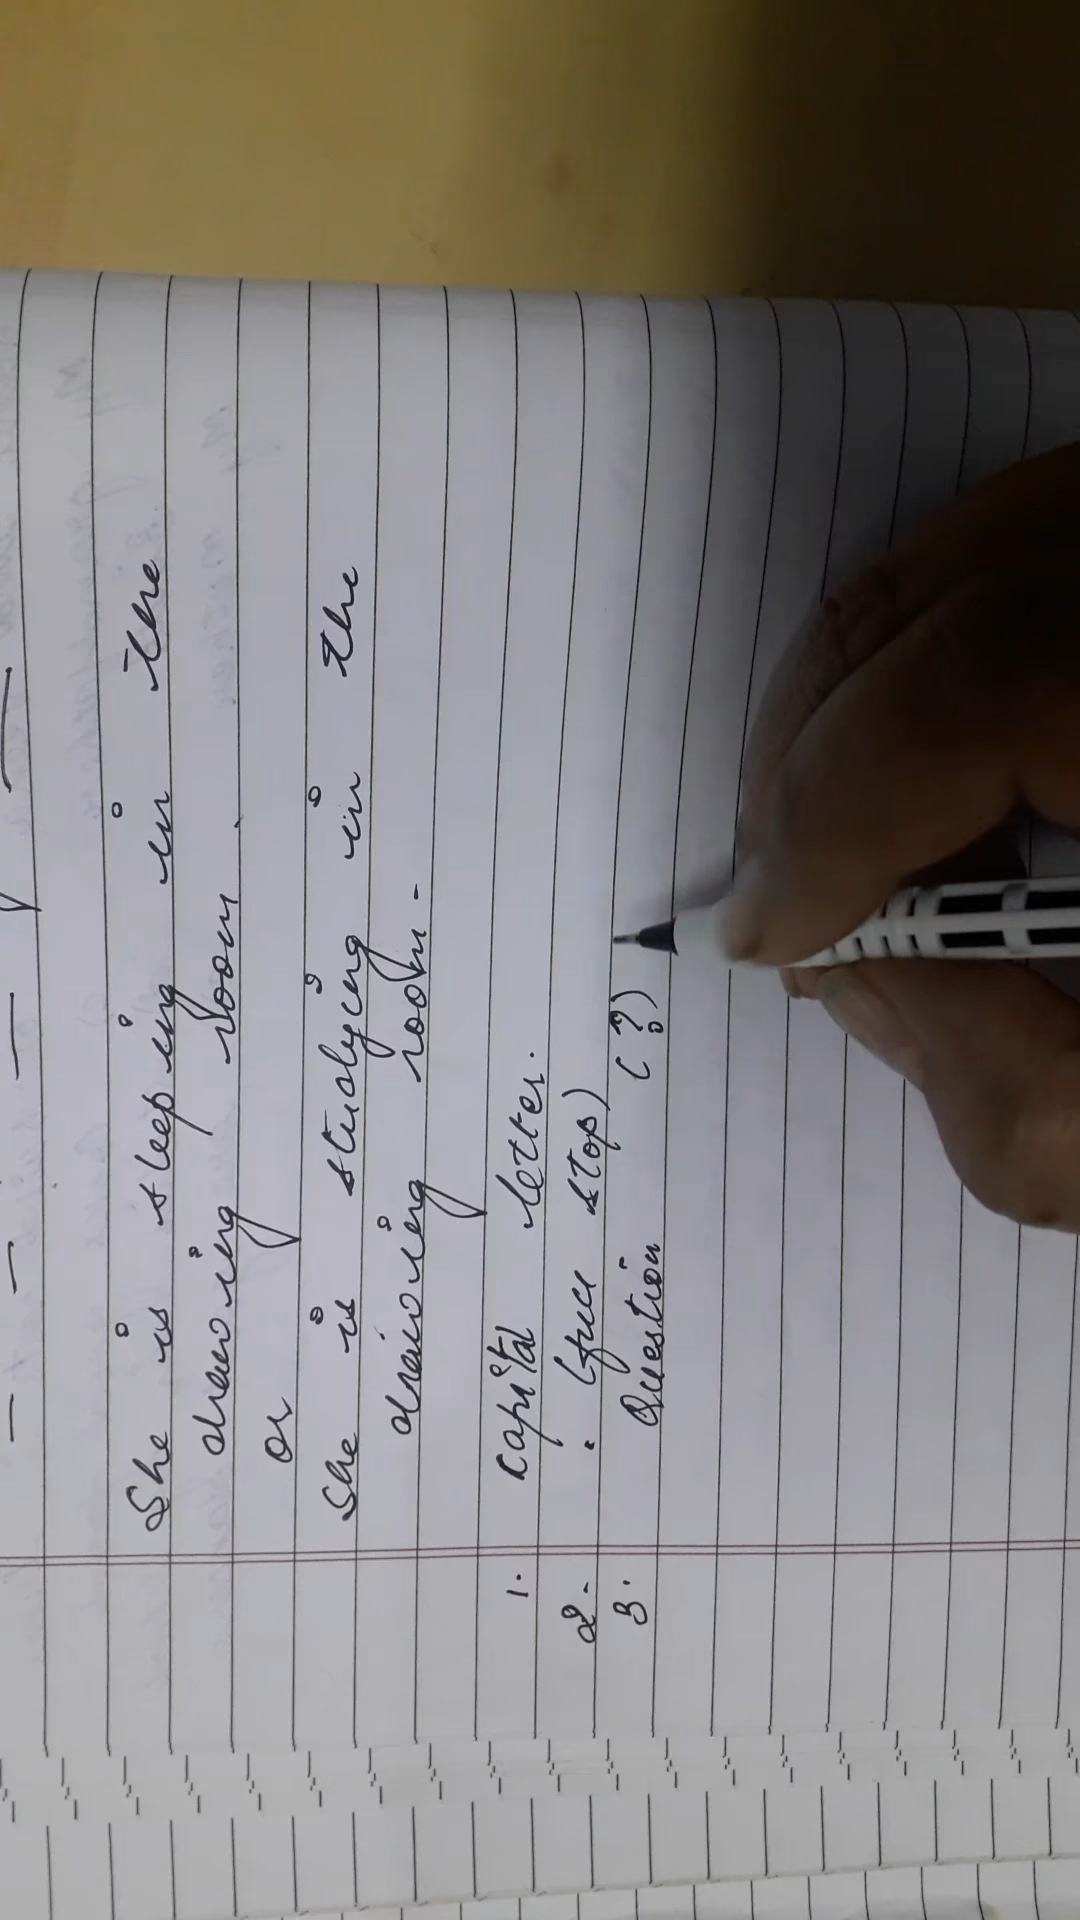 She is sleeping in the
drawing room.
or
She is studying in the
drawing room.
1. Capital letter.
2. . (full stop)
3. Question (?)